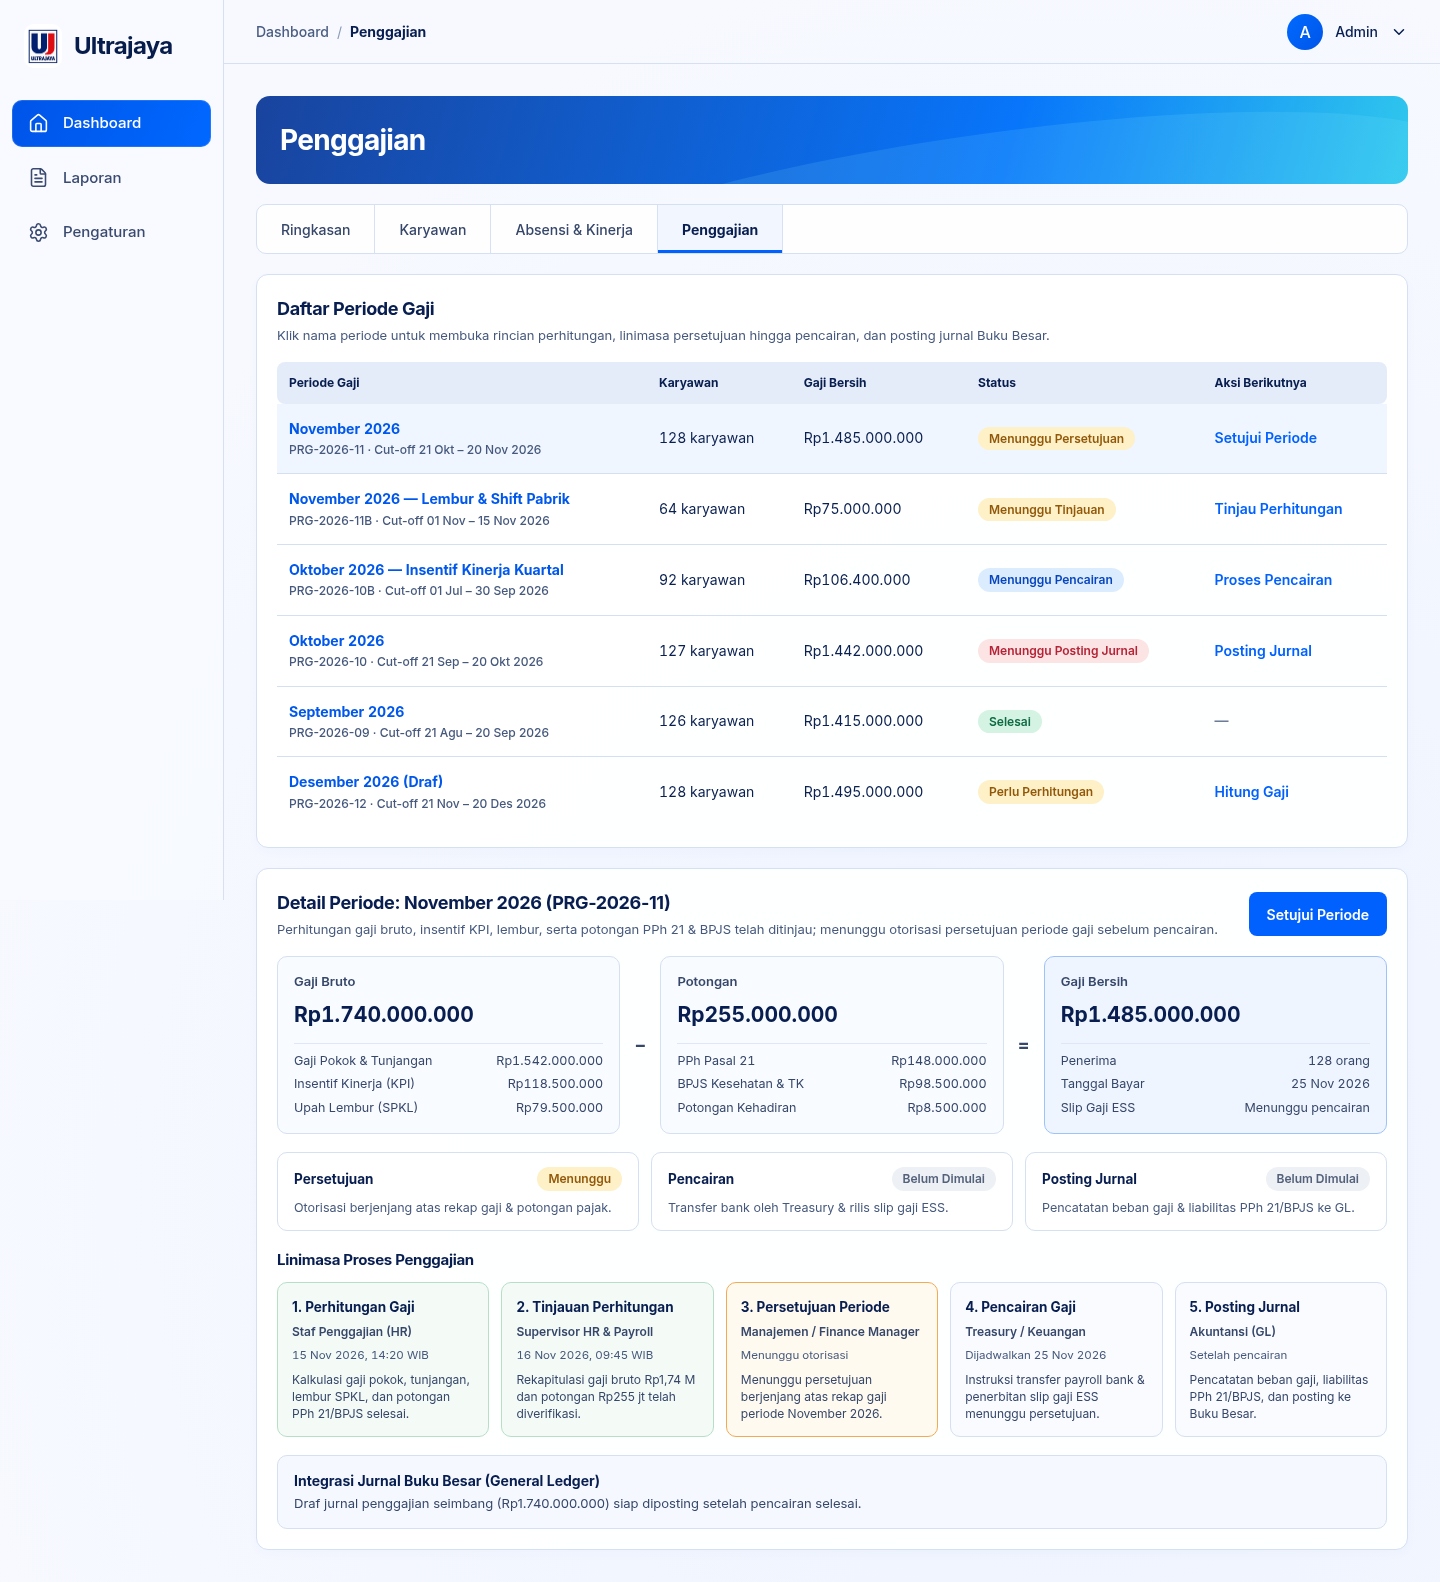 UJ
ULTRAJAYA
Ultrajaya
Dashboard / Penggajian
A Admin
Dashboard
Laporan
Pengaturan
Penggajian
Ringkasan Karyawan Absensi & Kinerja Penggajian
Daftar Periode Gaji
Klik nama periode untuk membuka rincian perhitungan, linimasa persetujuan hingga pencairan, dan posting jurnal Buku Besar.
Periode Gaji Karyawan Gaji Bersih Status Aksi Berikutnya
November 2026
PRG-2026-11 · Cut-off 21 Okt – 20 Nov 2026
128 karyawan Rp1.485.000.000 Menunggu Persetujuan Setujui Periode
November 2026 — Lembur & Shift Pabrik
PRG-2026-11B · Cut-off 01 Nov – 15 Nov 2026
64 karyawan Rp75.000.000 Menunggu Tinjauan Tinjau Perhitungan
Oktober 2026 — Insentif Kinerja Kuartal
PRG-2026-10B · Cut-off 01 Jul – 30 Sep 2026
92 karyawan Rp106.400.000 Menunggu Pencairan Proses Pencairan
Oktober 2026
PRG-2026-10 · Cut-off 21 Sep – 20 Okt 2026
127 karyawan Rp1.442.000.000 Menunggu Posting Jurnal Posting Jurnal
September 2026
PRG-2026-09 · Cut-off 21 Agu – 20 Sep 2026
126 karyawan Rp1.415.000.000 Selesai —
Desember 2026 (Draf)
PRG-2026-12 · Cut-off 21 Nov – 20 Des 2026
128 karyawan Rp1.495.000.000 Perlu Perhitungan Hitung Gaji
Detail Periode: November 2026 (PRG-2026-11)
Perhitungan gaji bruto, insentif KPI, lembur, serta potongan PPh 21 & BPJS telah ditinjau; menunggu otorisasi persetujuan periode gaji sebelum pencairan.
Setujui Periode
Gaji Bruto
Rp1.740.000.000
Gaji Pokok & Tunjangan Rp1.542.000.000
Insentif Kinerja (KPI) Rp118.500.000
Upah Lembur (SPKL) Rp79.500.000
–
Potongan
Rp255.000.000
PPh Pasal 21 Rp148.000.000
BPJS Kesehatan & TK Rp98.500.000
Potongan Kehadiran Rp8.500.000
=
Gaji Bersih
Rp1.485.000.000
Penerima 128 orang
Tanggal Bayar 25 Nov 2026
Slip Gaji ESS Menunggu pencairan
Persetujuan Menunggu
Otorisasi berjenjang atas rekap gaji & potongan pajak.
Pencairan Belum Dimulai
Transfer bank oleh Treasury & rilis slip gaji ESS.
Posting Jurnal Belum Dimulai
Pencatatan beban gaji & liabilitas PPh 21/BPJS ke GL.
Linimasa Proses Penggajian
1. Perhitungan Gaji
Staf Penggajian (HR)
15 Nov 2026, 14:20 WIB
Kalkulasi gaji pokok, tunjangan,
lembur SPKL, dan potongan
PPh 21/BPJS selesai.
2. Tinjauan Perhitungan
Supervisor HR & Payroll
16 Nov 2026, 09:45 WIB
Rekapitulasi gaji bruto Rp1,74 M
dan potongan Rp255 jt telah
diverifikasi.
3. Persetujuan Periode
Manajemen / Finance Manager
Menunggu otorisasi
Menunggu persetujuan
berjenjang atas rekap gaji
periode November 2026.
4. Pencairan Gaji
Treasury / Keuangan
Dijadwalkan 25 Nov 2026
Instruksi transfer payroll bank &
penerbitan slip gaji ESS
menunggu persetujuan.
5. Posting Jurnal
Akuntansi (GL)
Setelah pencairan
Pencatatan beban gaji, liabilitas
PPh 21/BPJS, dan posting ke
Buku Besar.
Integrasi Jurnal Buku Besar (General Ledger)
Draf jurnal penggajian seimbang (Rp1.740.000.000) siap diposting setelah pencairan selesai.